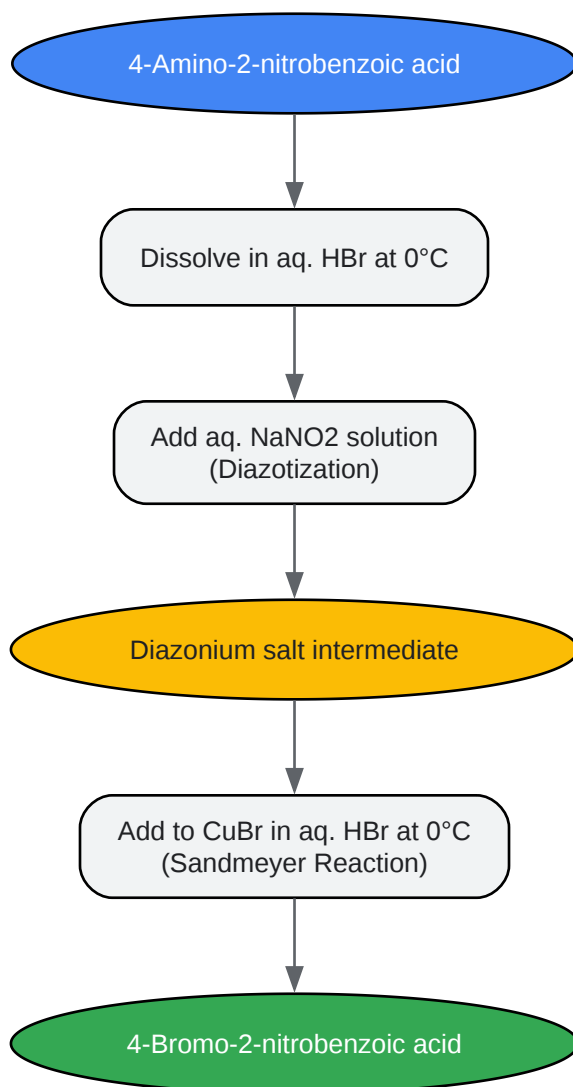 4-Amino-2-nitrobenzoic acid
Dissolve in aq. HBr at 0°C
Add aq. NaNO2 solution
(Diazotization)
Diazonium salt intermediate
Add to CuBr in aq. HBr at 0°C
(Sandmeyer Reaction)
4-Bromo-2-nitrobenzoic acid